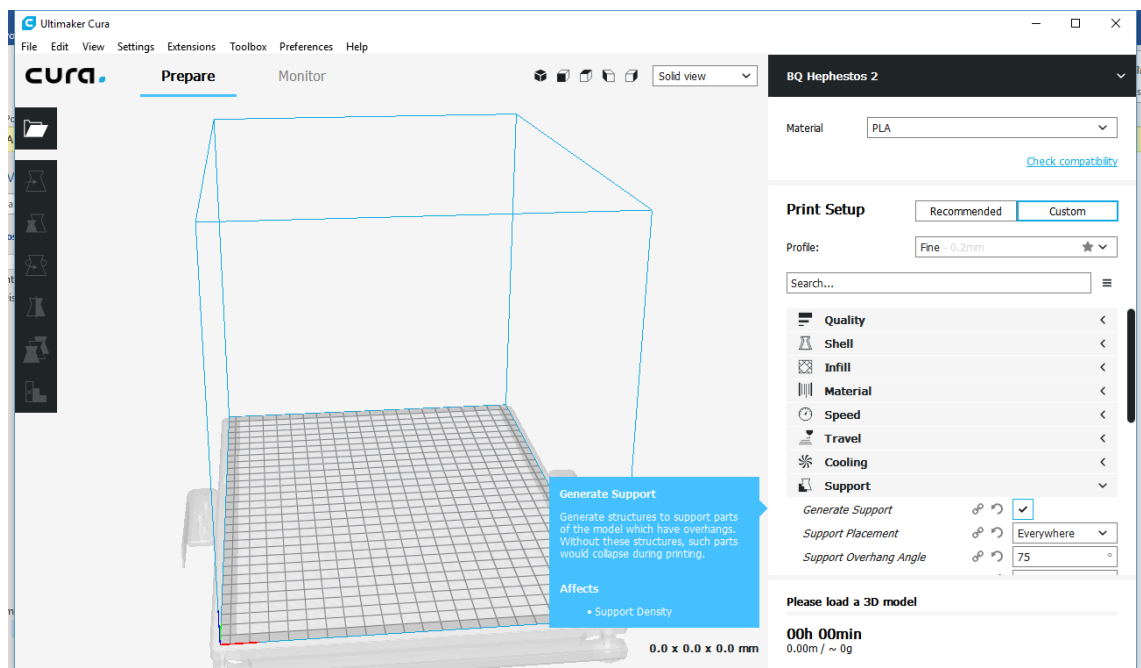 Ultimaker Cura
File Edit View Settings Extensions Toolbox Preferences Help
cura.
Prepare
Monitor
Solid view
BQ Hephestos 2
Material
PLA
Check compatibility
Print Setup
Recommended
Custom
Profile:
Fine - 0.2mm
Search...
Quality
Shell
Infill
Material
Speed
Travel
Cooling
Support
Generate Support
Support Placement
Everywhere
Support Overhang Angle
75 °
Generate Support
Generate structures to support parts
of the model which have overhangs.
Without these structures, such parts
would collapse during printing.
Affects
• Support Density
0.0 x 0.0 x 0.0 mm
Please load a 3D model
00h 00min
0.00m / ~ 0g